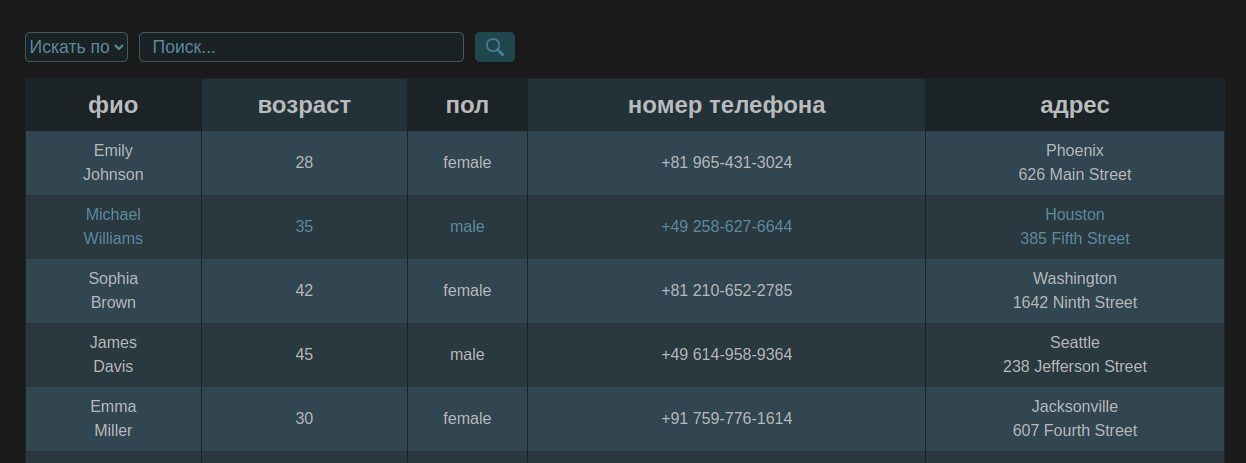 Искать по Поиск...
фио возраст пол номер телефона адрес
Emily Phoenix
28 female +81 965-431-3024
Johnson 626 Main Street
Michael Houston
35 male +49 258-627-6644
Williams 385 Fifth Street
Sophia Washington
42 female +81 210-652-2785
Brown 1642 Ninth Street
James Seattle
45 male +49 614-958-9364
Davis 238 Jefferson Street
Emma Jacksonville
30 female +91 759-776-1614
Miller 607 Fourth Street